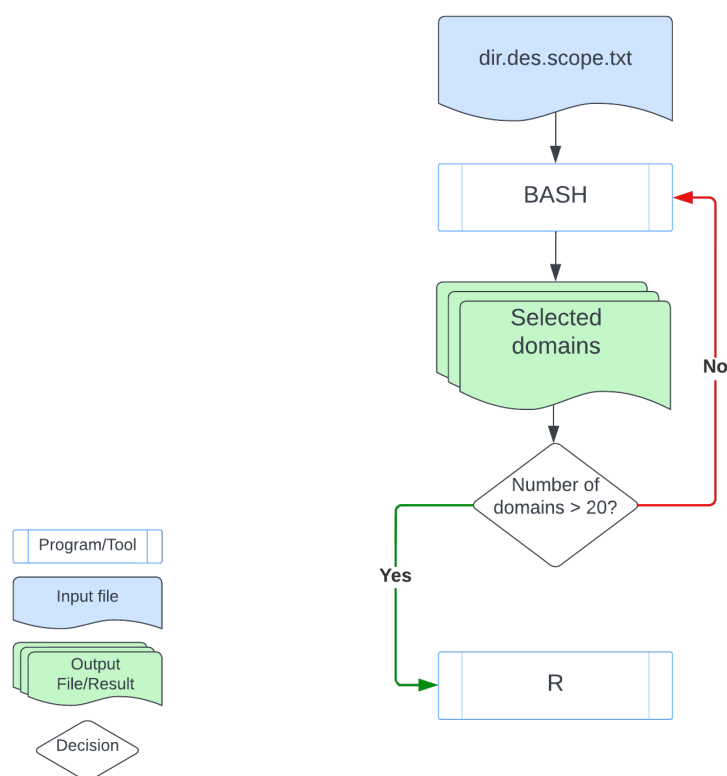 dir.des.scope.txt
BASH
Selected
domains
No
Number of
domains > 20?
Yes
R
Program/Tool
Input file
Output
File/Result
Decision